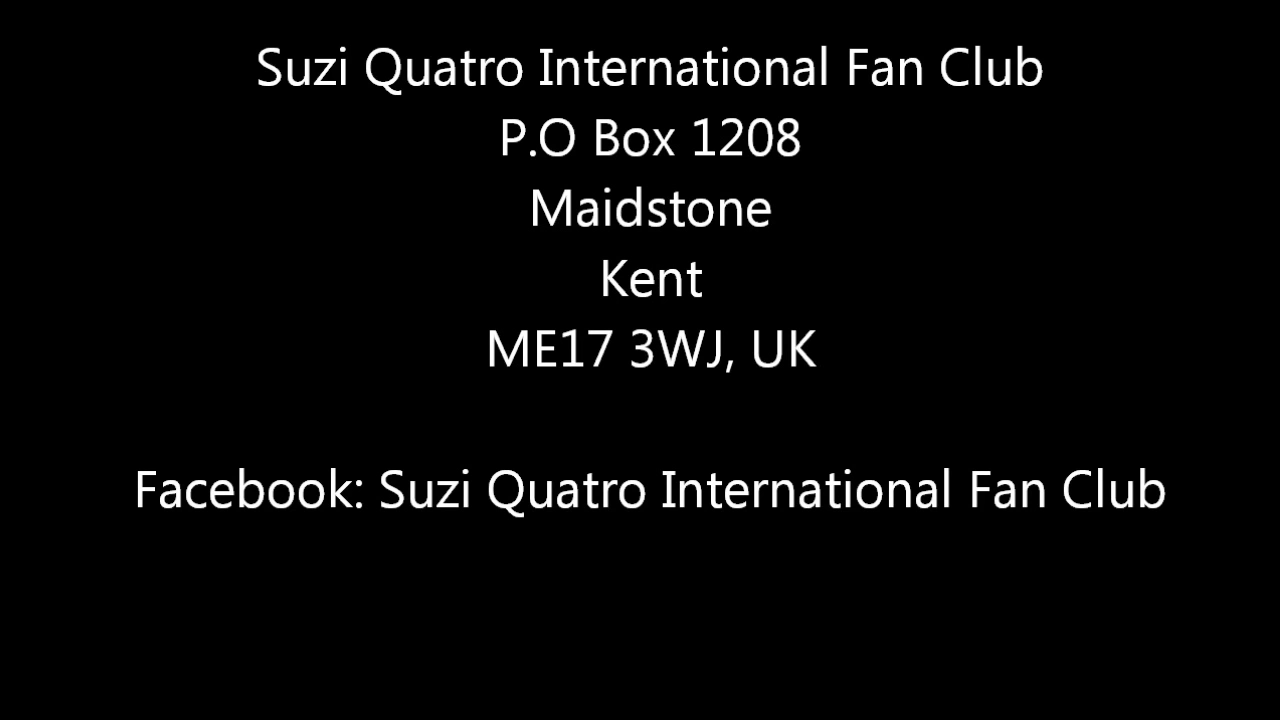 Suzi Quatro International Fan Club
P.O Box 1208
Maidstone
Kent
ME17 3WJ, UK
Facebook: Suzi Quatro International Fan Club